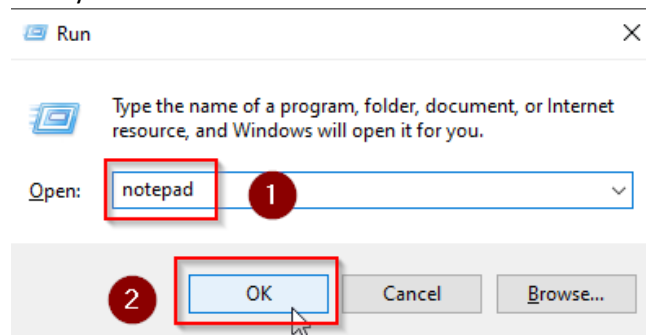 Run
Type the name of a program, folder, document, or Internet
resource, and Windows will open it for you.
Open: notepad 1
2 OK Cancel Browse...